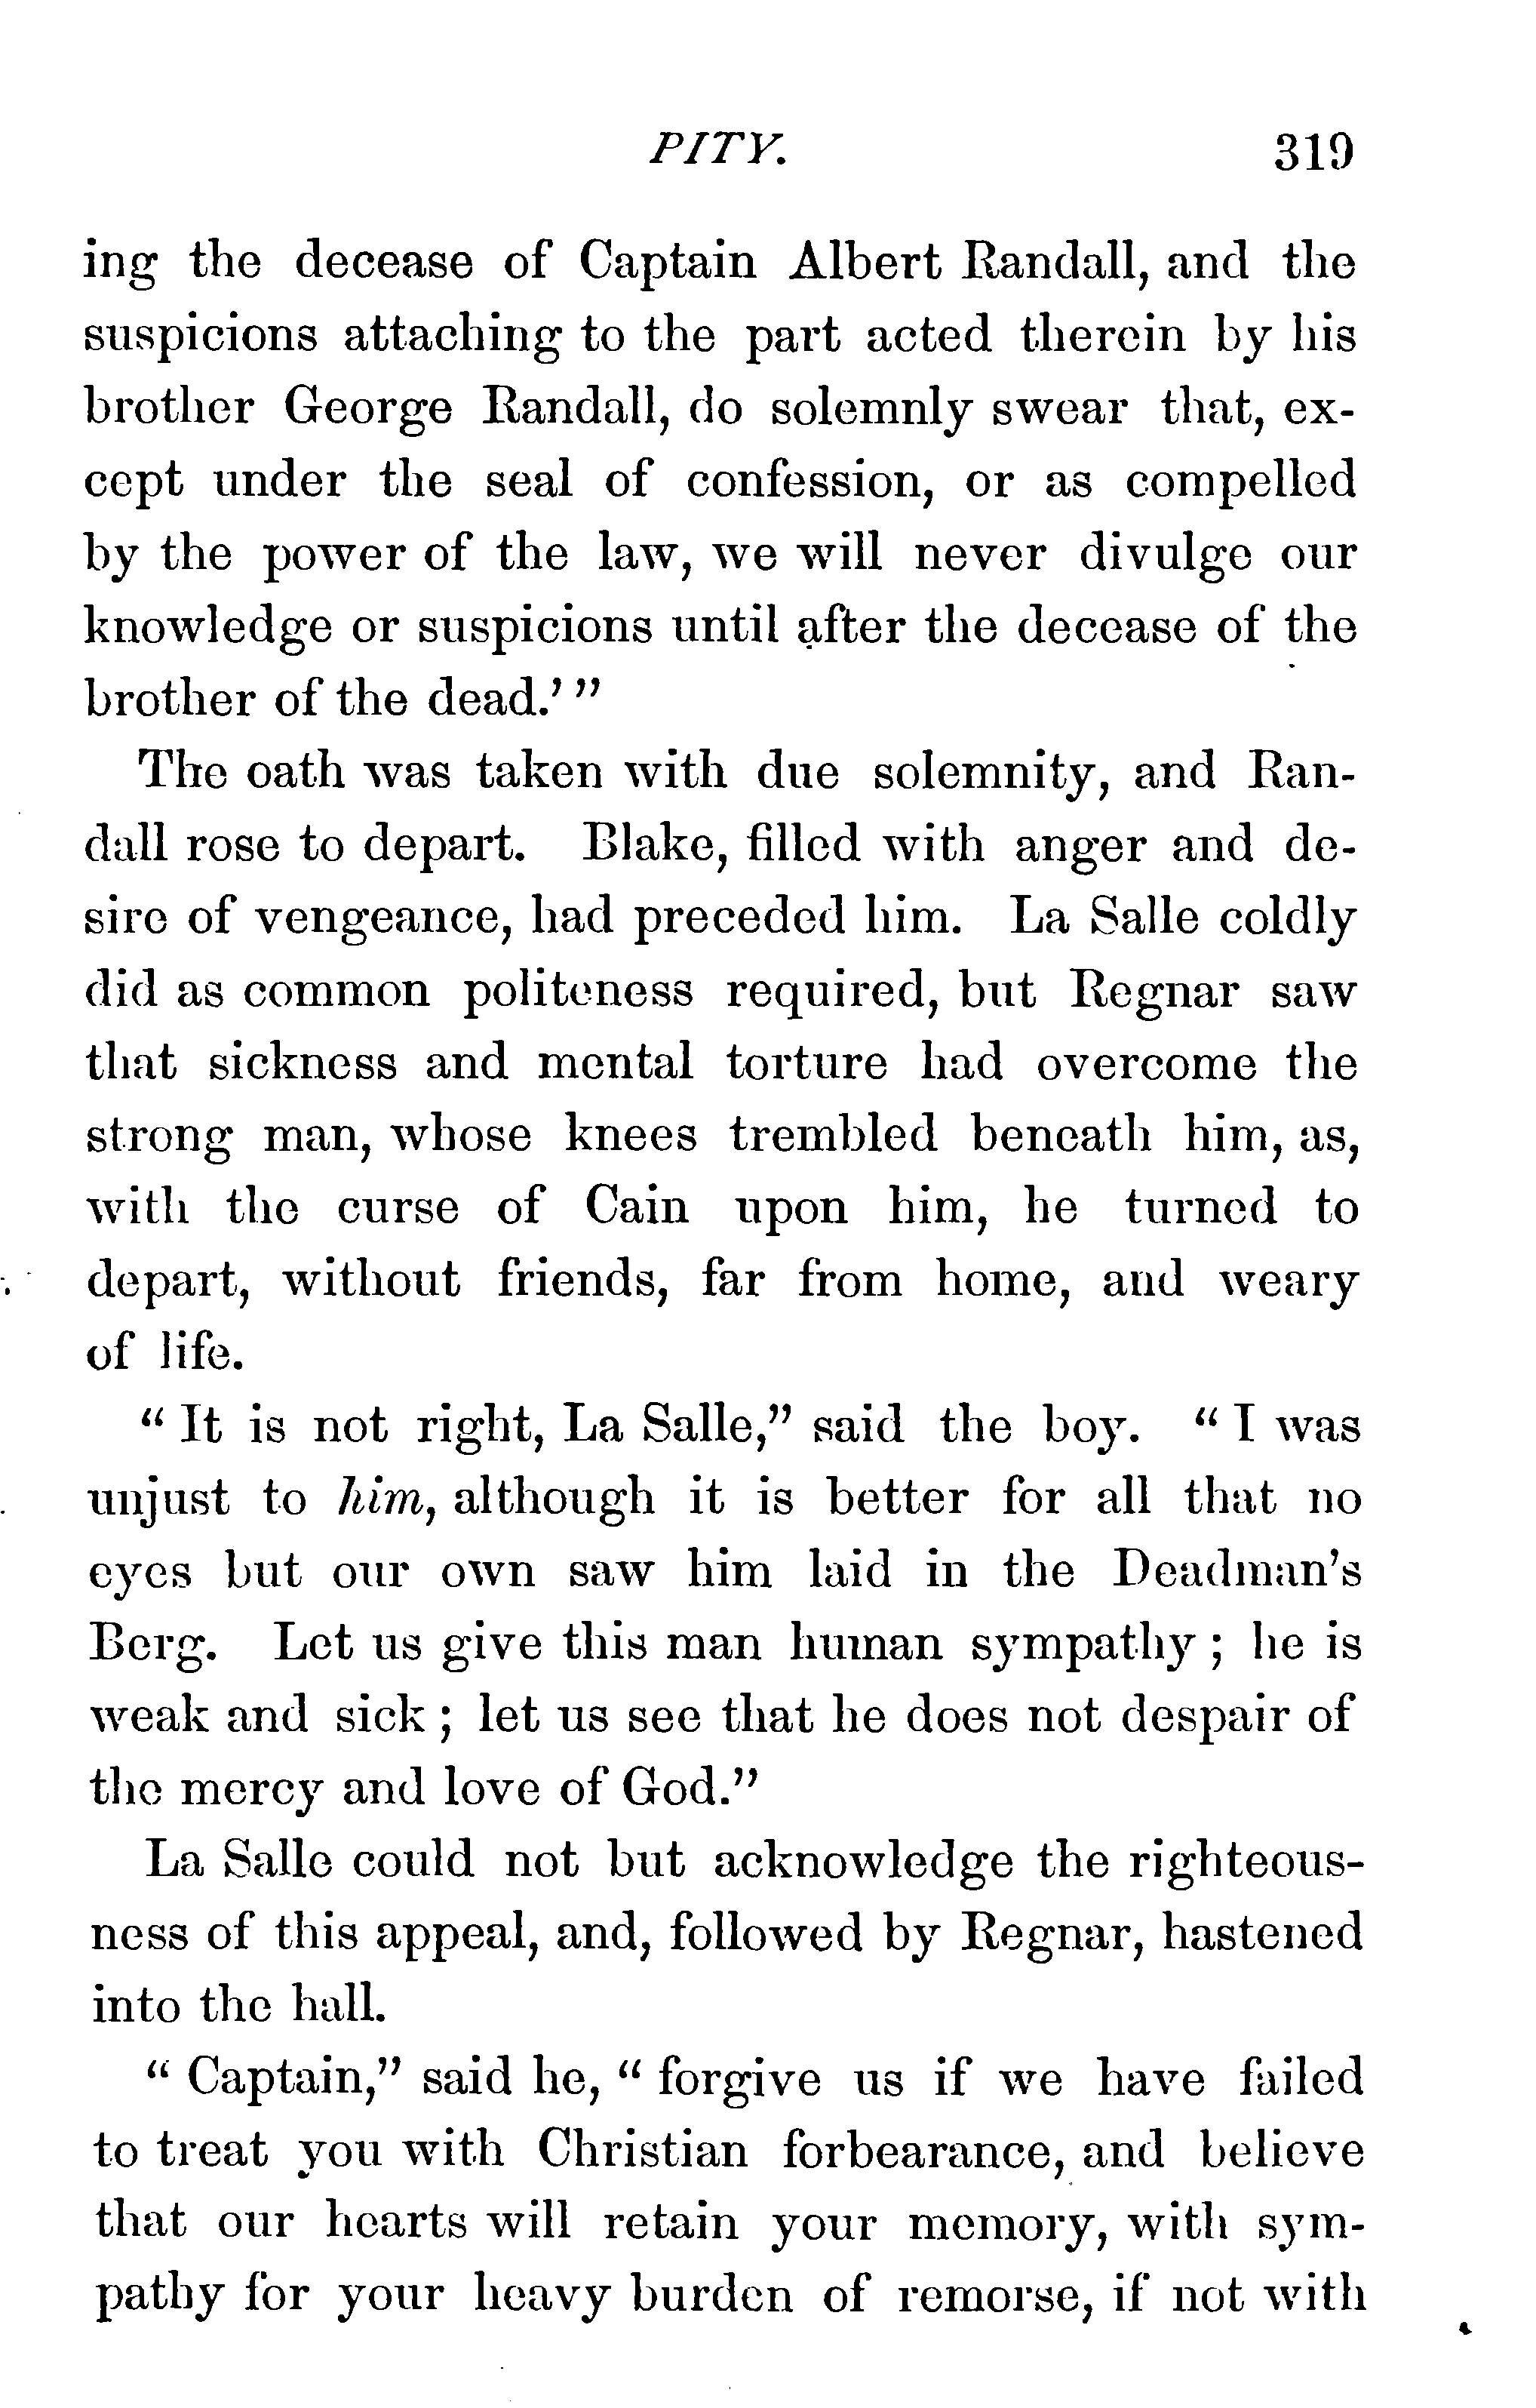 PITY. 319
ing the decease of Captain Albert Randall, and the
suspicions attaching to the part acted therein by his
brother George Randall, do solemnly swear that, ex-
cept under the seal of confession, or as compelled
by the power of the law, we will never divulge our
knowledge or suspicions until after the decease of the
brother of the dead.’ ”
The oath was taken with due solemnity, and Ran-
dall rose to depart. Blake, filled with anger and de-
sire of vengeance, had preceded him. La Salle coldly
did as common politeness required, but Regnar saw
that sickness and mental torture had overcome the
strong man, whose knees trembled beneath him, as,
with the curse of Cain upon him, he turned to
depart, without friends, far from home, and weary
of life.
“ It is not right, La Salle,” said the boy. “ I was
unjust to him, although it is better for all that no
eyes but our own saw him laid in the Deadman’s
Berg. Let us give this man human sympathy ; he is
weak and sick ; let us see that he does not despair of
the mercy and love of God.”
La Salle could not but acknowledge the righteous-
ness of this appeal, and, followed by Regnar, hastened
into the hall.
“ Captain,” said he, “ forgive us if we have failed
to treat you with Christian forbearance, and believe
that our hearts will retain your memory, with sym-
pathy for your heavy burden of remorse, if not with